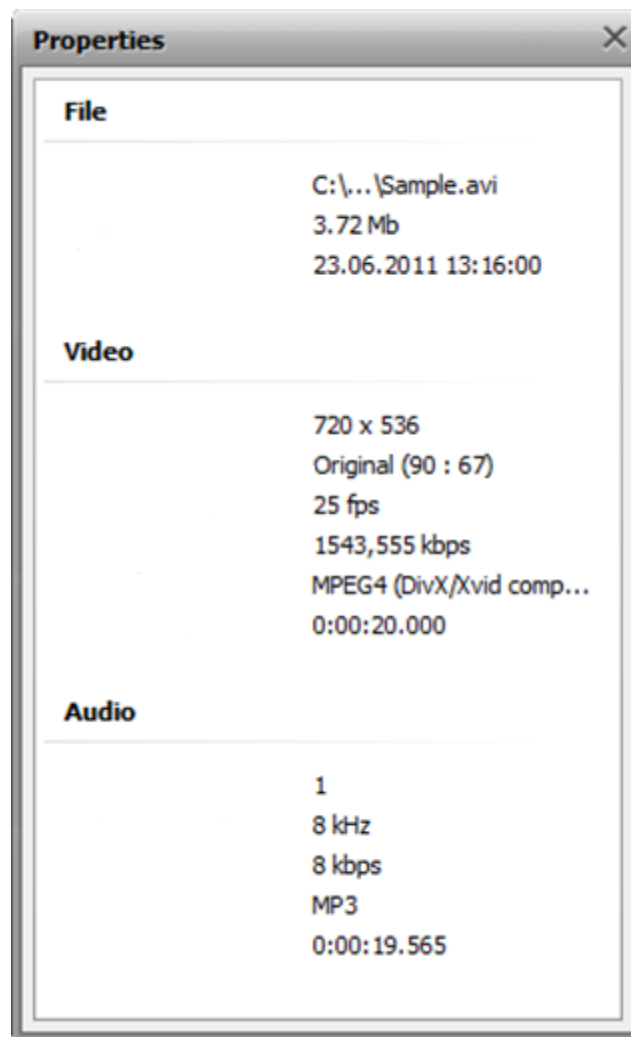 Properties
File
C:\...\Sample.avi
3.72 Mb
23.06.2011 13:16:00
Video
720 x 536
Original (90 : 67)
25 fps
1543,555 kbps
MPEG4 (DivX/Xvid comp...
0:00:20.000
Audio
1
8 kHz
8 kbps
MP3
0:00:19.565